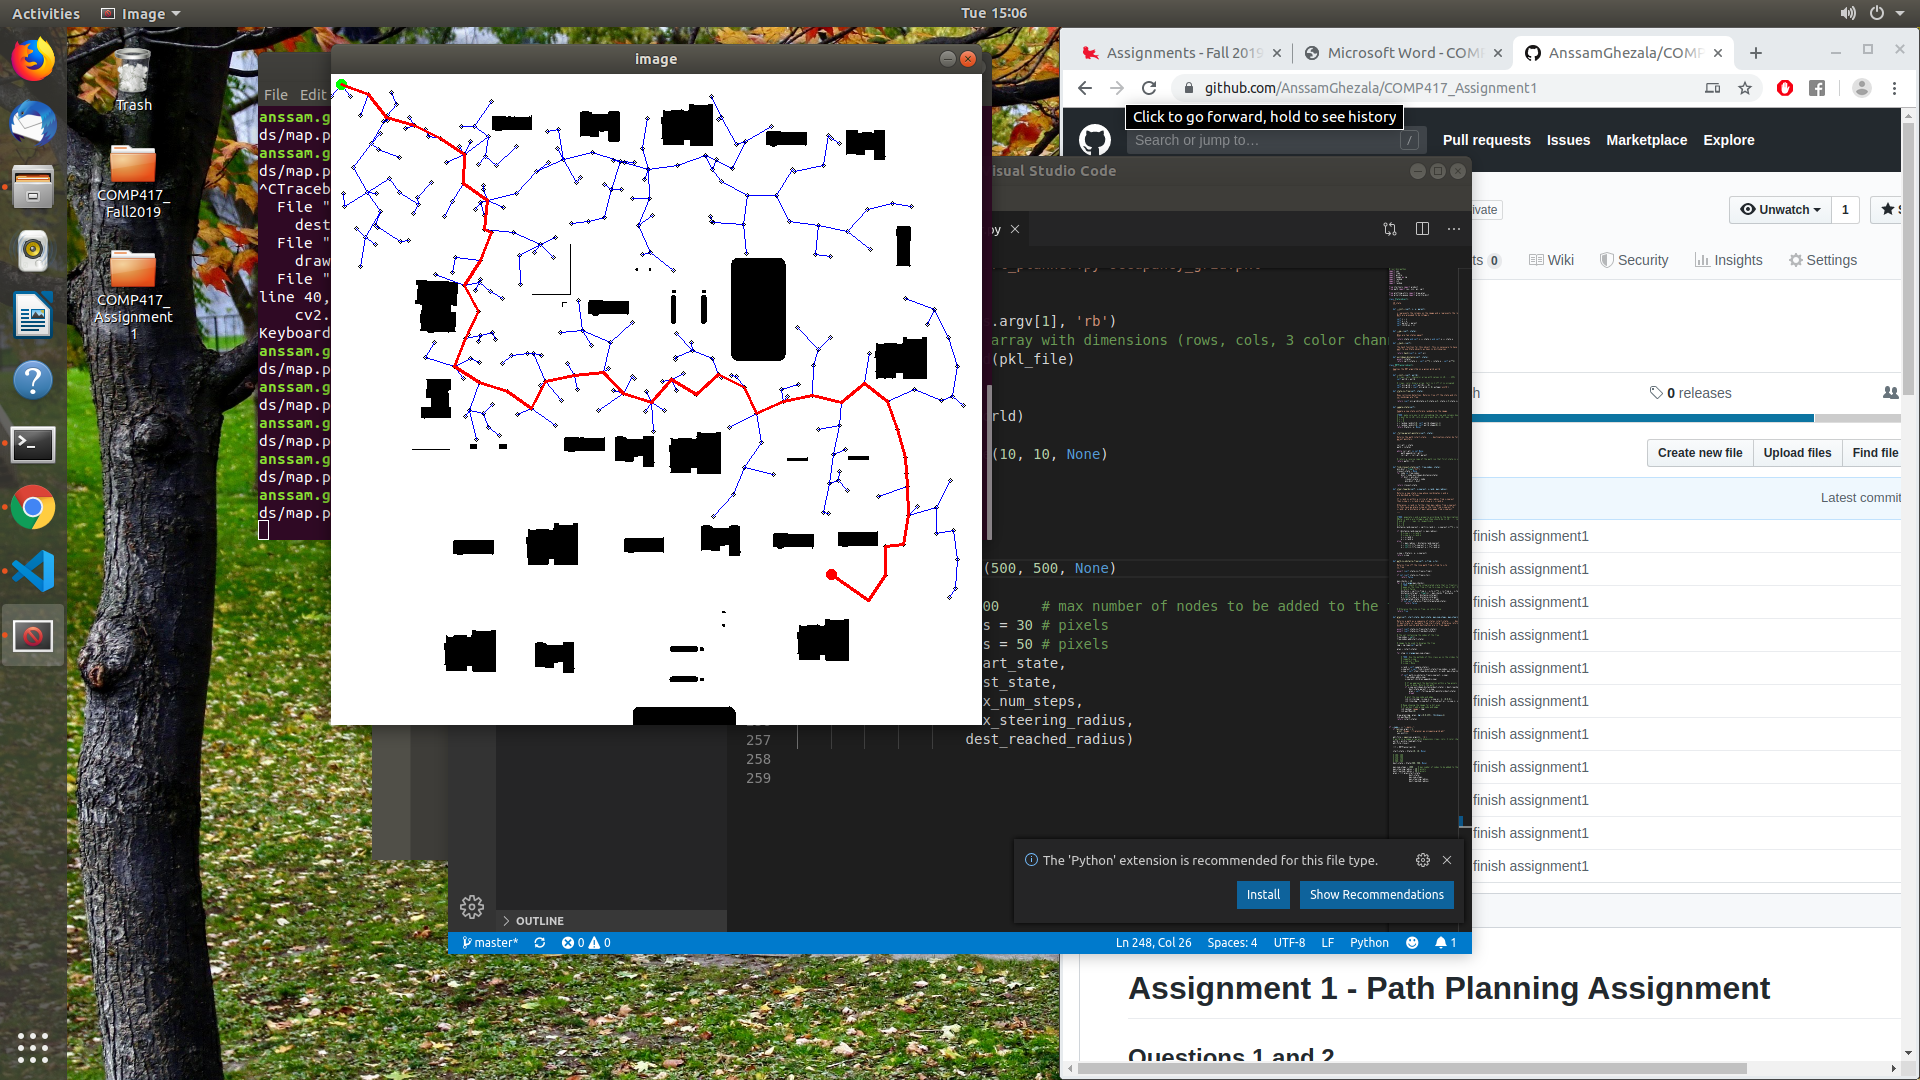 Activities
Image
Tue 15:06
Trash
COMP417_
Fall2019
COMP417_
Assignment
1
File Edit
anssam.g
ds/map.p
anssam.g
ds/map.p
^CTraceb
File "
dest
File "
draw
File "
line 40,
cv2.
Keyboard
anssam.g
ds/map.p
anssam.g
ds/map.p
anssam.g
ds/map.p
anssam.g
ds/map.p
anssam.g
ds/map.p
image
Assignments - Fall 2019
Microsoft Word - COM
AnssamGhezala/COMP
github.com/AnssamGhezala/COMP417_Assignment1
Click to go forward, hold to see history
Search or jump to…
/
Pull requests Issues Marketplace Explore
isual Studio Code
py
.argv[1], 'rb')
array with dimensions (rows, cols, 3 color chan
(pkl_file)
rld)
(10, 10, None)
(500, 500, None)
00 # max number of nodes to be added to the
s = 30 # pixels
s = 50 # pixels
art_state,
st_state,
x_num_steps,
x_steering_radius,
257 dest_reached_radius)
258
259
The 'Python' extension is recommended for this file type.
Install
Show Recommendations
OUTLINE
master*
0 0
Ln 248, Col 26
Spaces: 4
UTF-8
LF
Python
1
ivate
Unwatch
1
ts 0
Wiki
Security
Insights
Settings
h
0 releases
Create new file
Upload files
Find file
Latest commit
finish assignment1
finish assignment1
finish assignment1
finish assignment1
finish assignment1
finish assignment1
finish assignment1
finish assignment1
finish assignment1
finish assignment1
finish assignment1
Assignment 1 - Path Planning Assignment
Questions 1 and 2